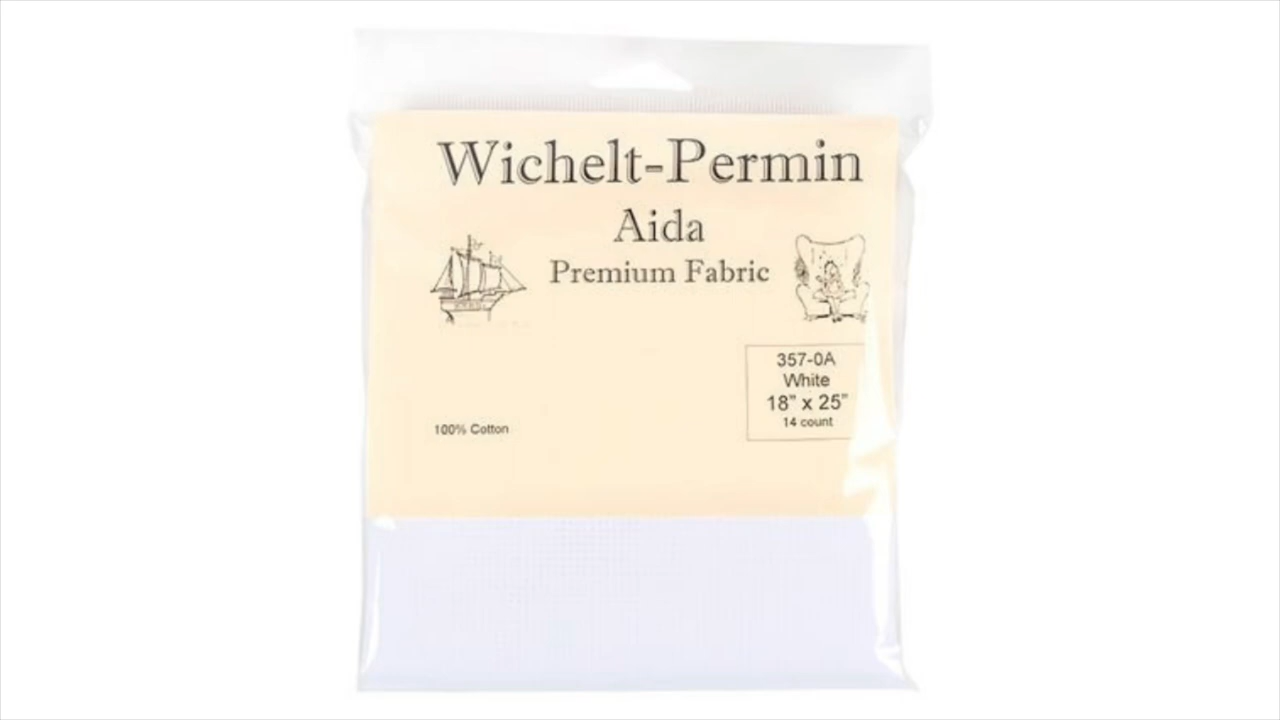 Wichelt-Permin
Aida
Premium Fabric
357-0A
White
18” x 25”
14 count
100% Cotton